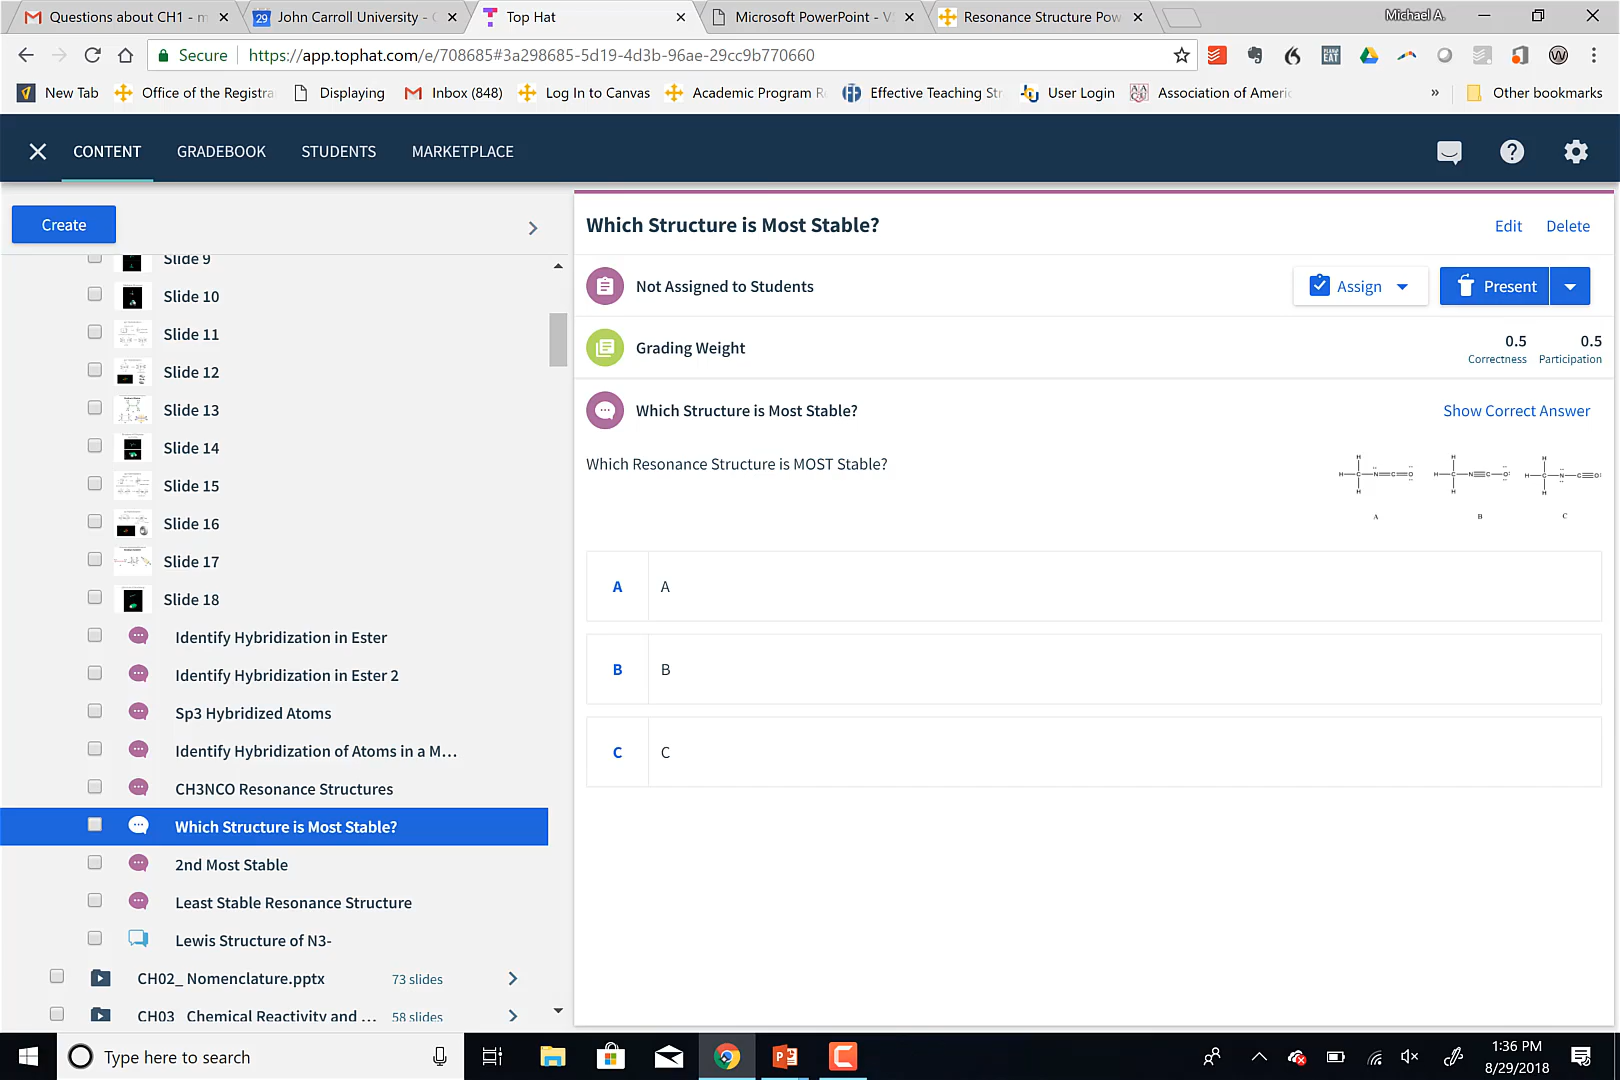 Questions about CH1 - m
29
John Carroll University - C
Top Hat
Microsoft PowerPoint - V
Resonance Structure Pow
Michael A.
Secure
https://app.tophat.com/e/708685#3a298685-5d19-4d3b-96ae-29cc9b770660
New Tab
Office of the Registra
Displaying
Inbox (848)
Log In to Canvas
Academic Program R
Effective Teaching Str
User Login
Association of Americ
»
Other bookmarks
CONTENT
GRADEBOOK
STUDENTS
MARKETPLACE
Create
Slide 9
Slide 10
Slide 11
Slide 12
Slide 13
Slide 14
Slide 15
Slide 16
Slide 17
Slide 18
Identify Hybridization in Ester
Identify Hybridization in Ester 2
Sp3 Hybridized Atoms
Identify Hybridization of Atoms in a M...
CH3NCO Resonance Structures
Which Structure is Most Stable?
2nd Most Stable
Least Stable Resonance Structure
Lewis Structure of N3-
CH02_ Nomenclature.pptx 73 slides
CH03_ Chemical Reactivity and ... 58 slides
Which Structure is Most Stable?
Edit
Delete
Not Assigned to Students
Assign
Present
Grading Weight
0.5 0.5
Correctness Participation
Which Structure is Most Stable?
Show Correct Answer
Which Resonance Structure is MOST Stable?
A B C
A A
B B
C C
Type here to search
1:36 PM
8/29/2018